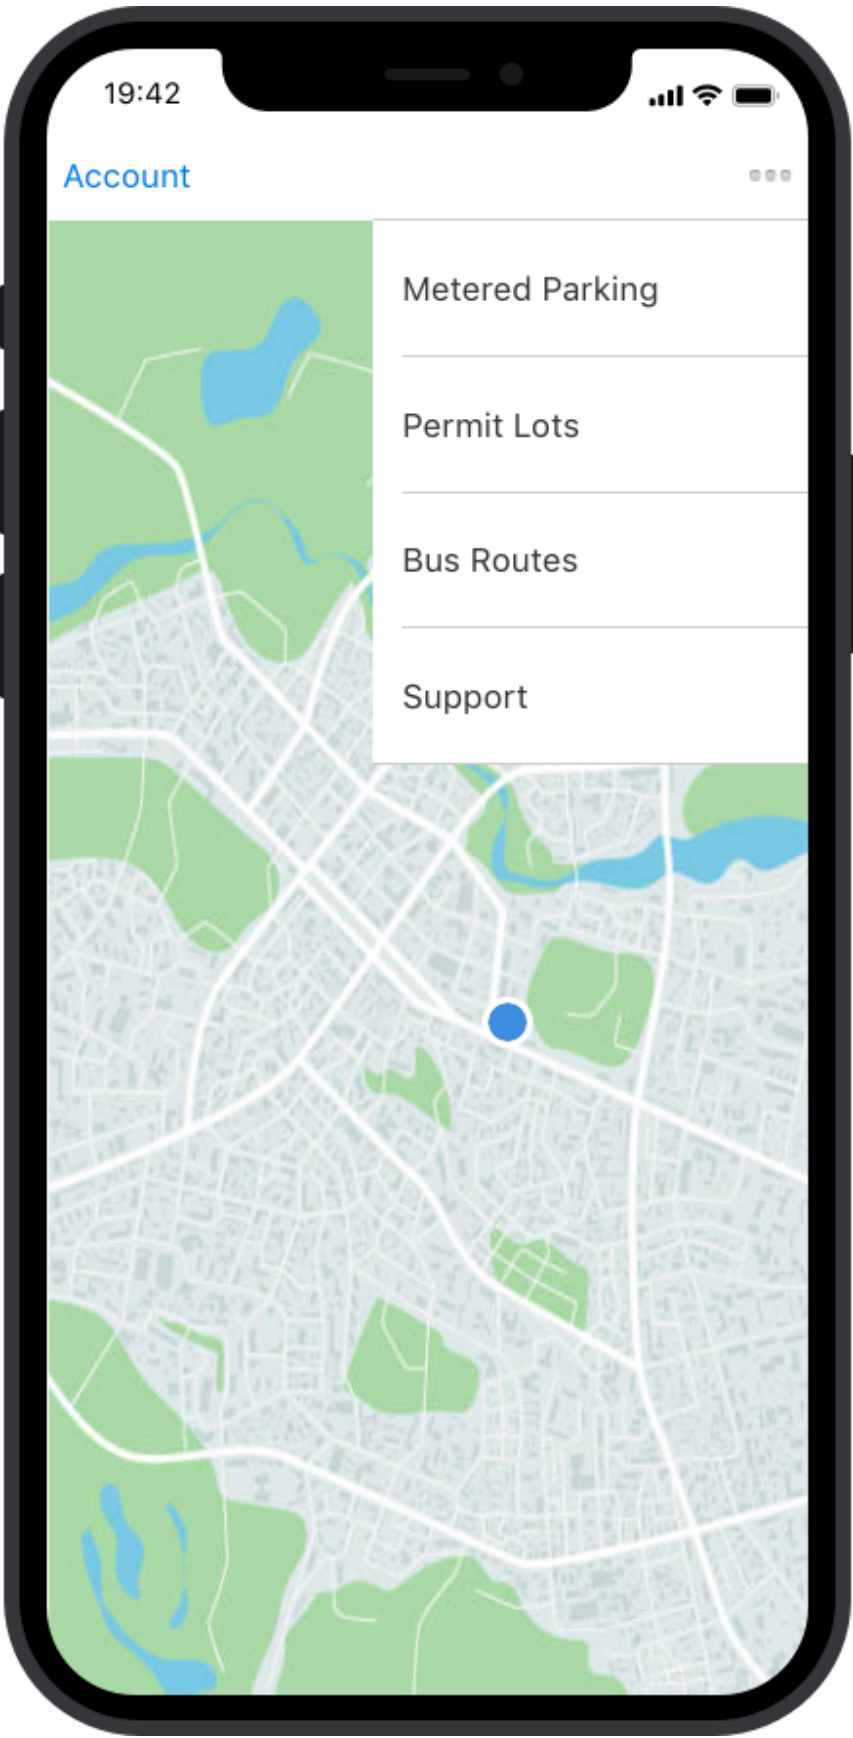 19:42
Account
Metered Parking
Permit Lots
Bus Routes
Support